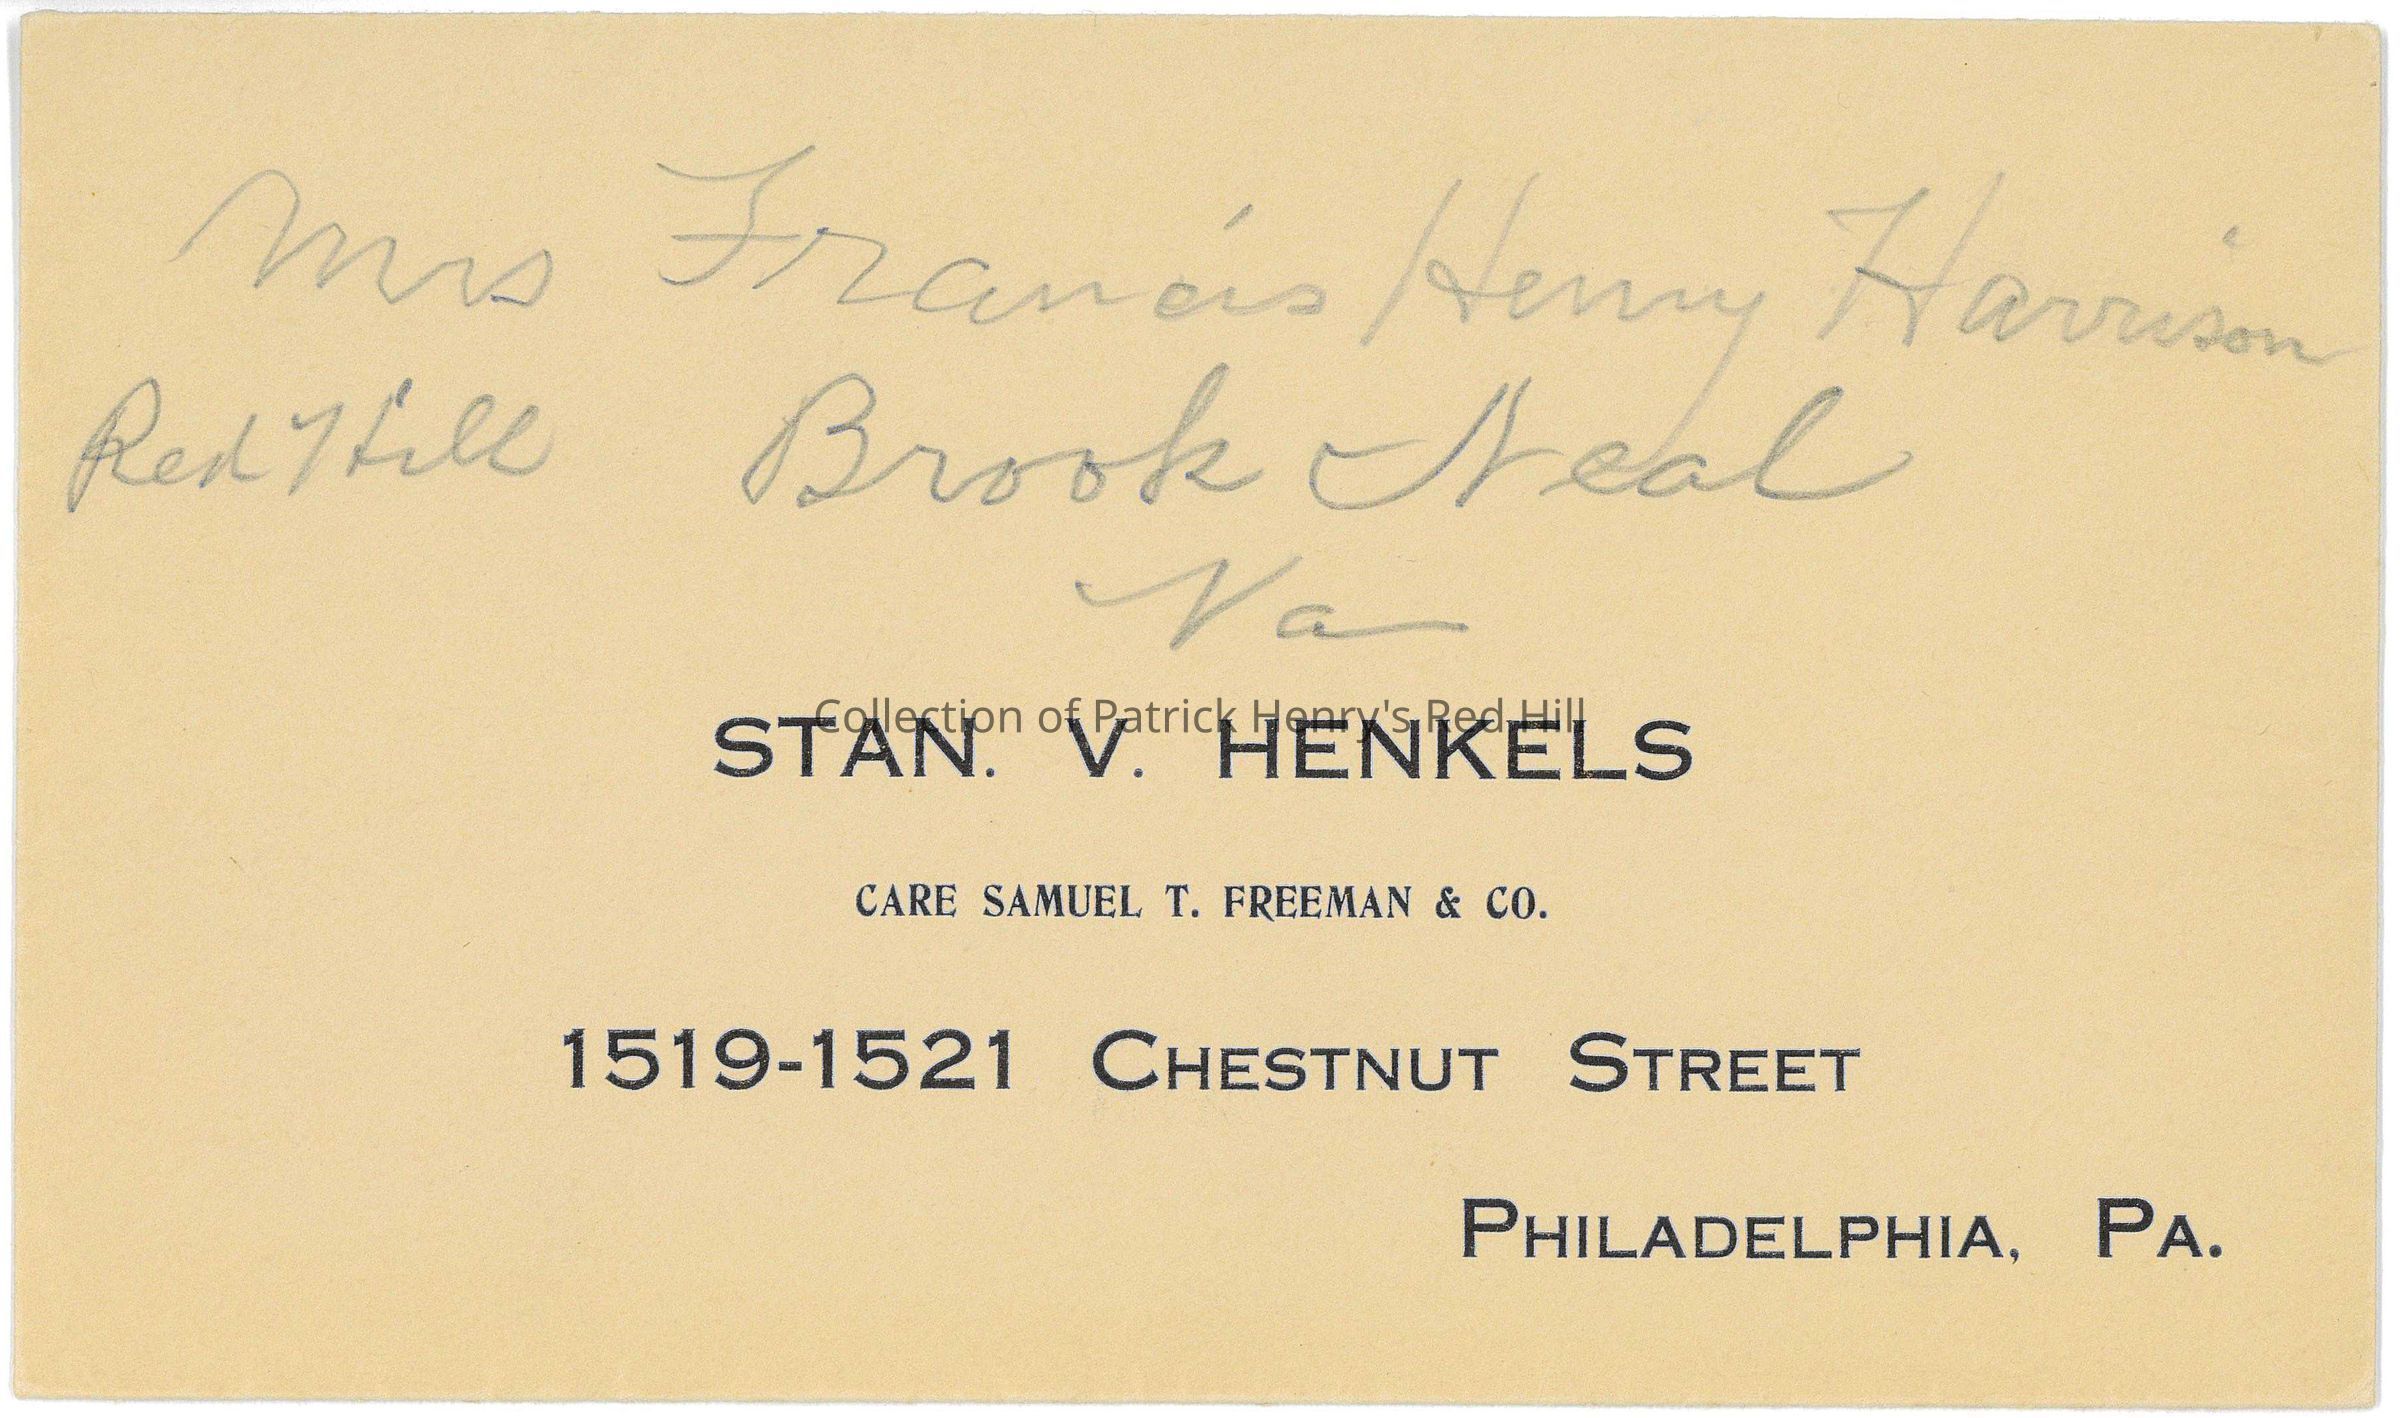 Mrs Francis Henry Harrison
Red Hill Brook Neal
Va
Collection of Patrick Henry's Red Hill
STAN. V. HENKELS
CARE SAMUEL T. FREEMAN & CO.
1519-1521 CHESTNUT STREET
PHILADELPHIA, PA.